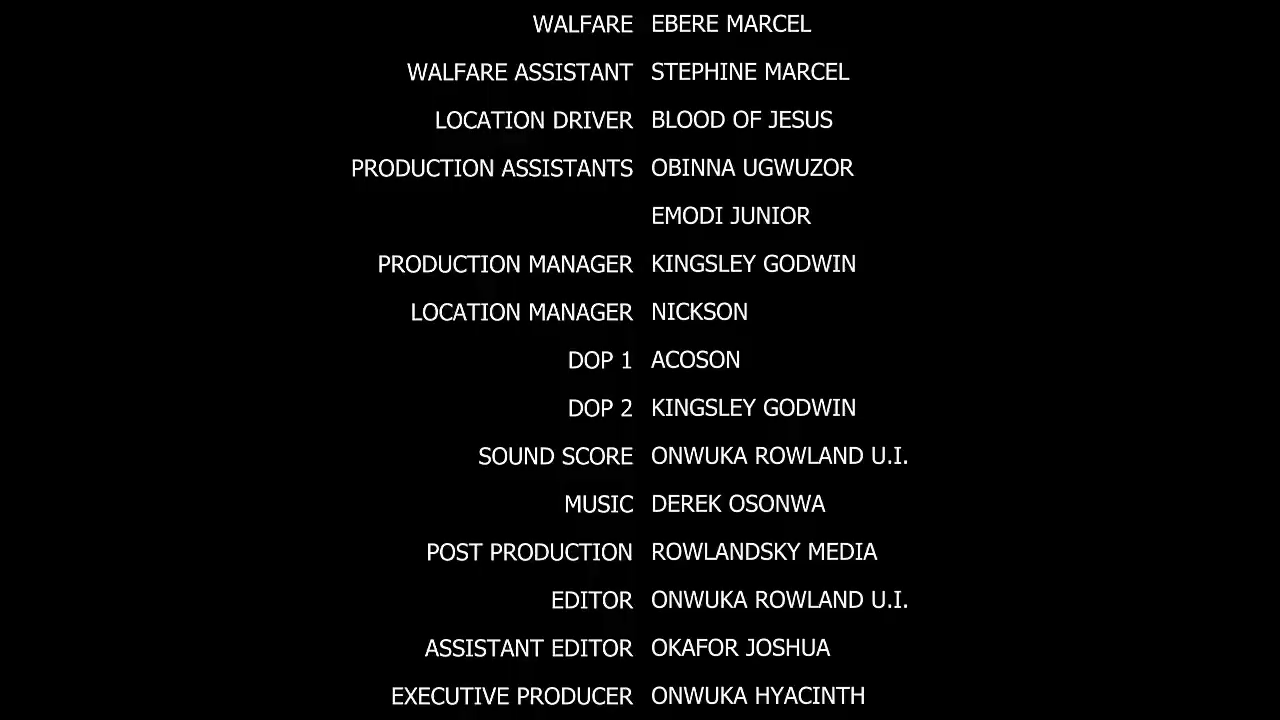 WALFARE EBERE MARCEL
WALFARE ASSISTANT STEPHINE MARCEL
LOCATION DRIVER BLOOD OF JESUS
PRODUCTION ASSISTANTS OBINNA UGWUZOR
EMODI JUNIOR
PRODUCTION MANAGER KINGSLEY GODWIN
LOCATION MANAGER NICKSON
DOP 1 ACOSON
DOP 2 KINGSLEY GODWIN
SOUND SCORE ONWUKA ROWLAND U.I.
MUSIC DEREK OSONWA
POST PRODUCTION ROWLANDSKY MEDIA
EDITOR ONWUKA ROWLAND U.I.
ASSISTANT EDITOR OKAFOR JOSHUA
EXECUTIVE PRODUCER ONWUKA HYACINTH